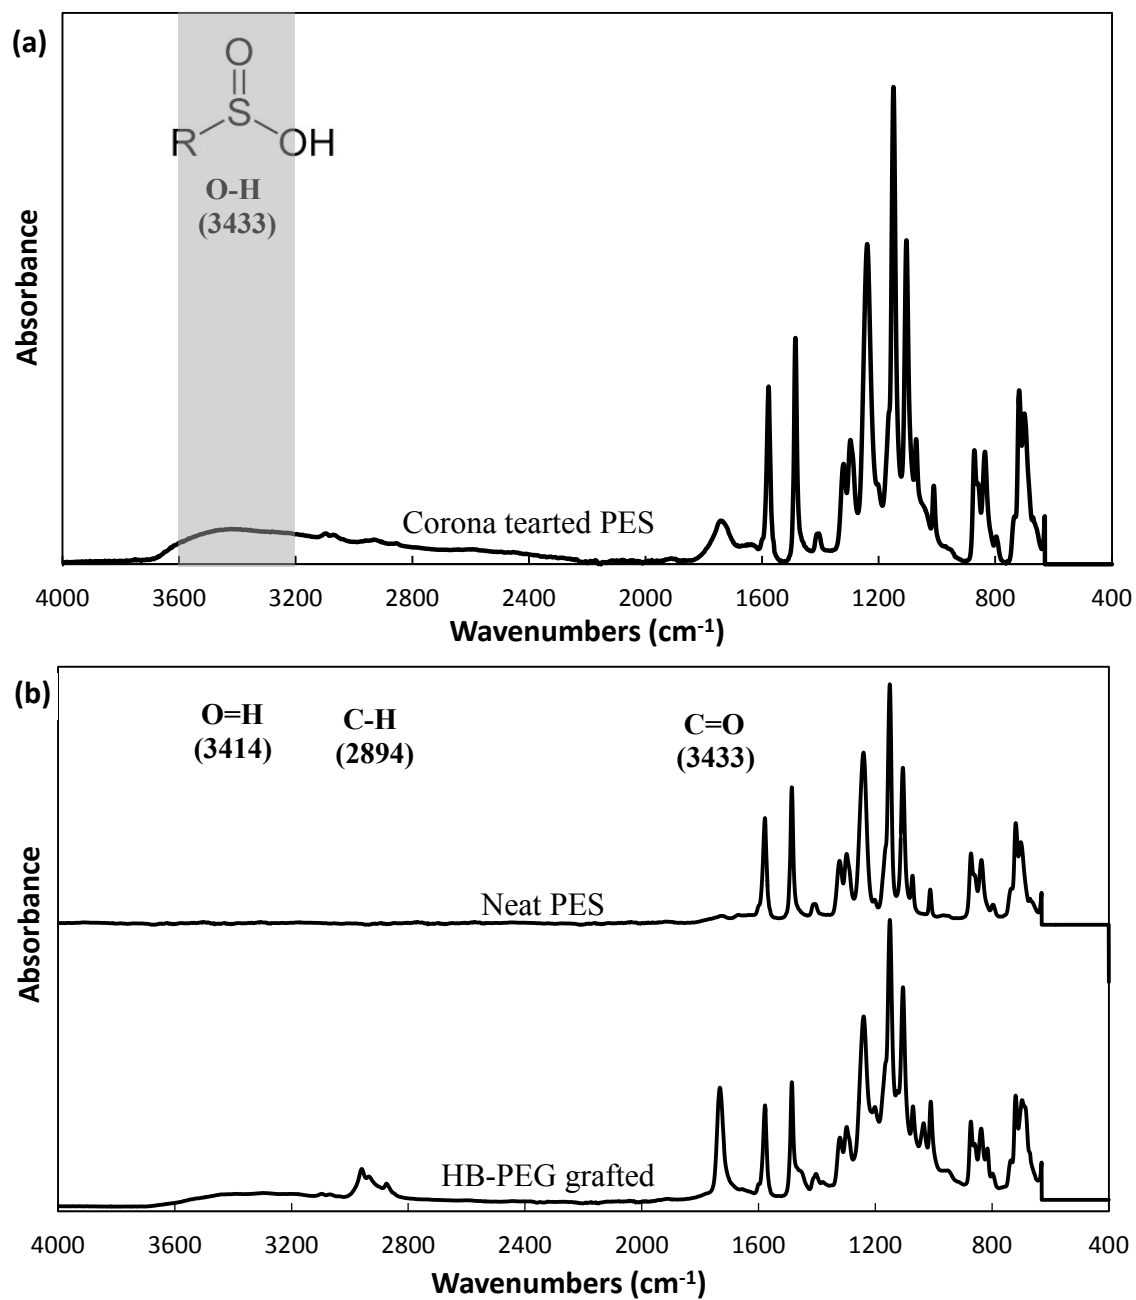 (a)
O
S
R
OH
O-H
(3433)
Absorbance
Corona tearted PES
4000 3600 3200 2800 2400 2000 1600 1200 800 400
Wavenumbers (cm-1)
(b)
O=H
(3414)
C-H
(2894)
C=O
(3433)
Absorbance
Neat PES
HB-PEG grafted
4000 3600 3200 2800 2400 2000 1600 1200 800 400
Wavenumbers (cm-1)